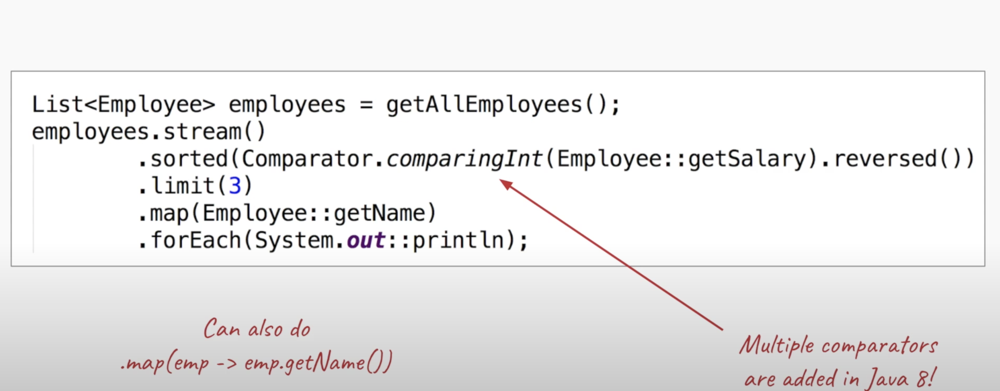 List<Employee> employees = getAllEmployees();
employees.stream()
.sorted(Comparator.comparingInt(Employee::getSalary).reversed())
.limit(3)
.map(Employee::getName)
.forEach(System.out::println);
Can also do
.map(emp -> emp.getName())
Multiple comparators
are added in Java 8!